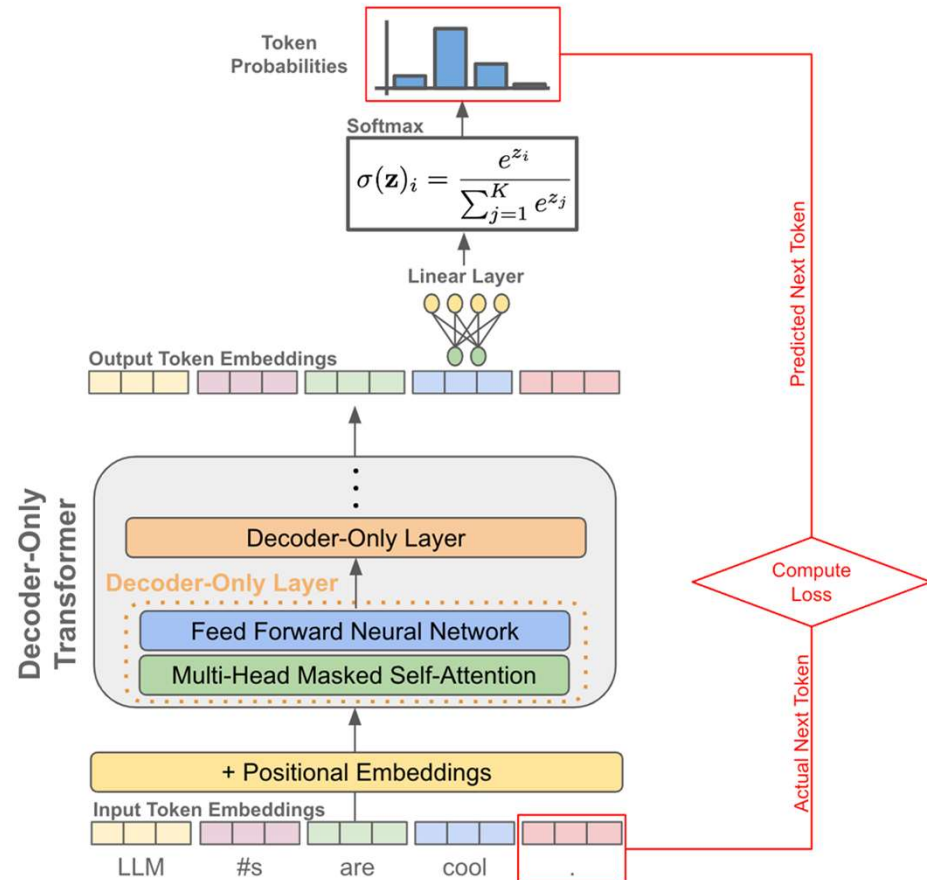 Token
Probabilities
Softmax
σ(𝐳)ᵢ = e^{z_i} / ∑_{j=1}^{K} e^{z_j}
Linear Layer
Output Token Embeddings
Decoder-Only
Transformer
Decoder-Only Layer
Decoder-Only Layer
Feed Forward Neural Network
Multi-Head Masked Self-Attention
+ Positional Embeddings
Input Token Embeddings
LLM #s are cool .
Predicted Next Token
Compute
Loss
Actual Next Token